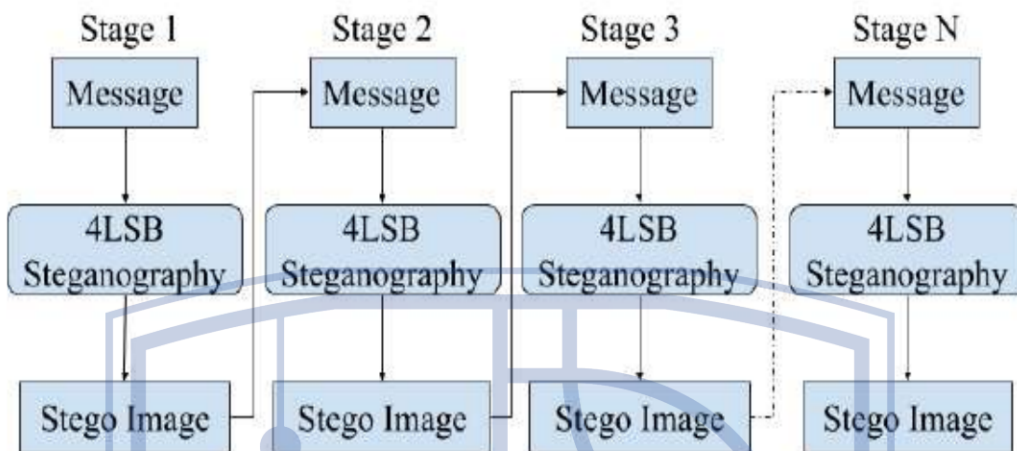 Stage 1 Stage 2 Stage 3 Stage N
Message Message Message Message
4LSB 4LSB 4LSB 4LSB
Steganography Steganography Steganography Steganography
Stego Image Stego Image Stego Image Stego Image